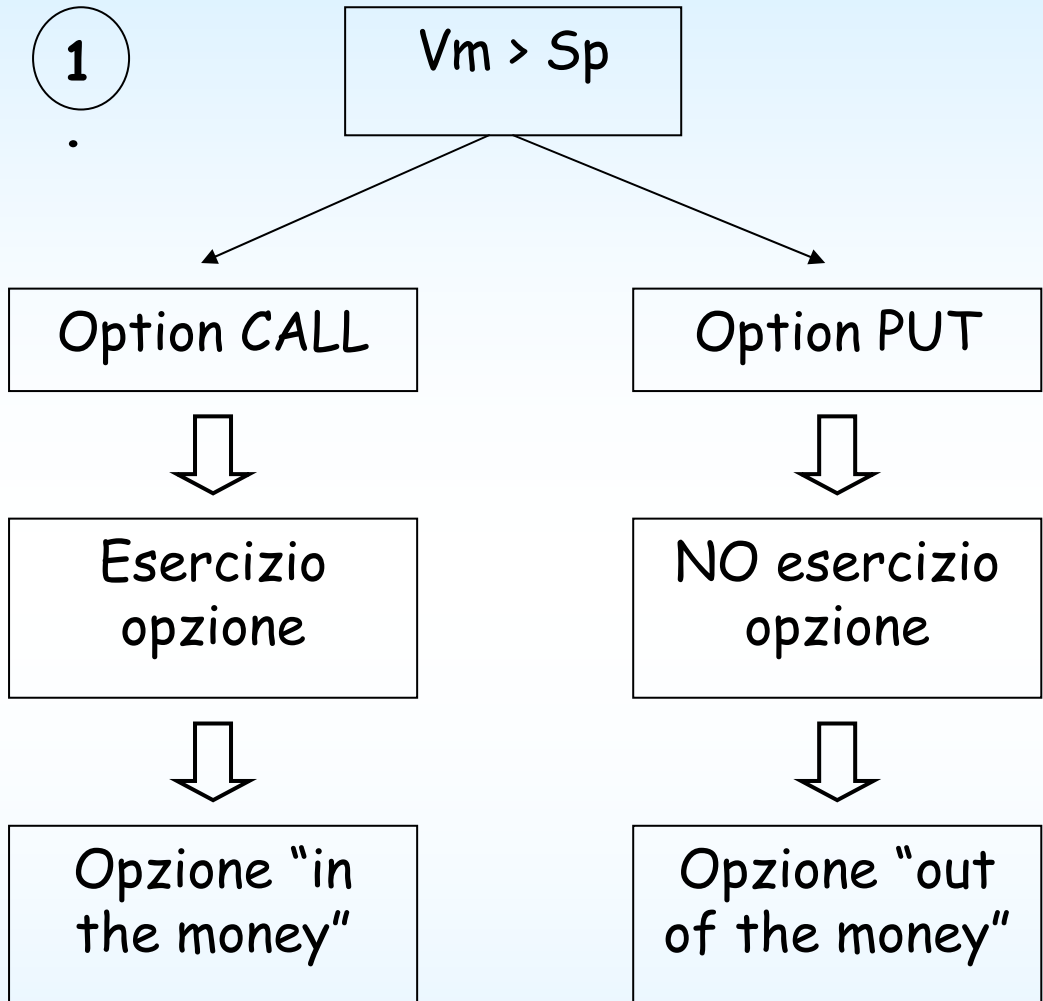 1
.
Vm > Sp
Option CALL
Option PUT
Esercizio
opzione
NO esercizio
opzione
Opzione “in
the money”
Opzione “out
of the money”